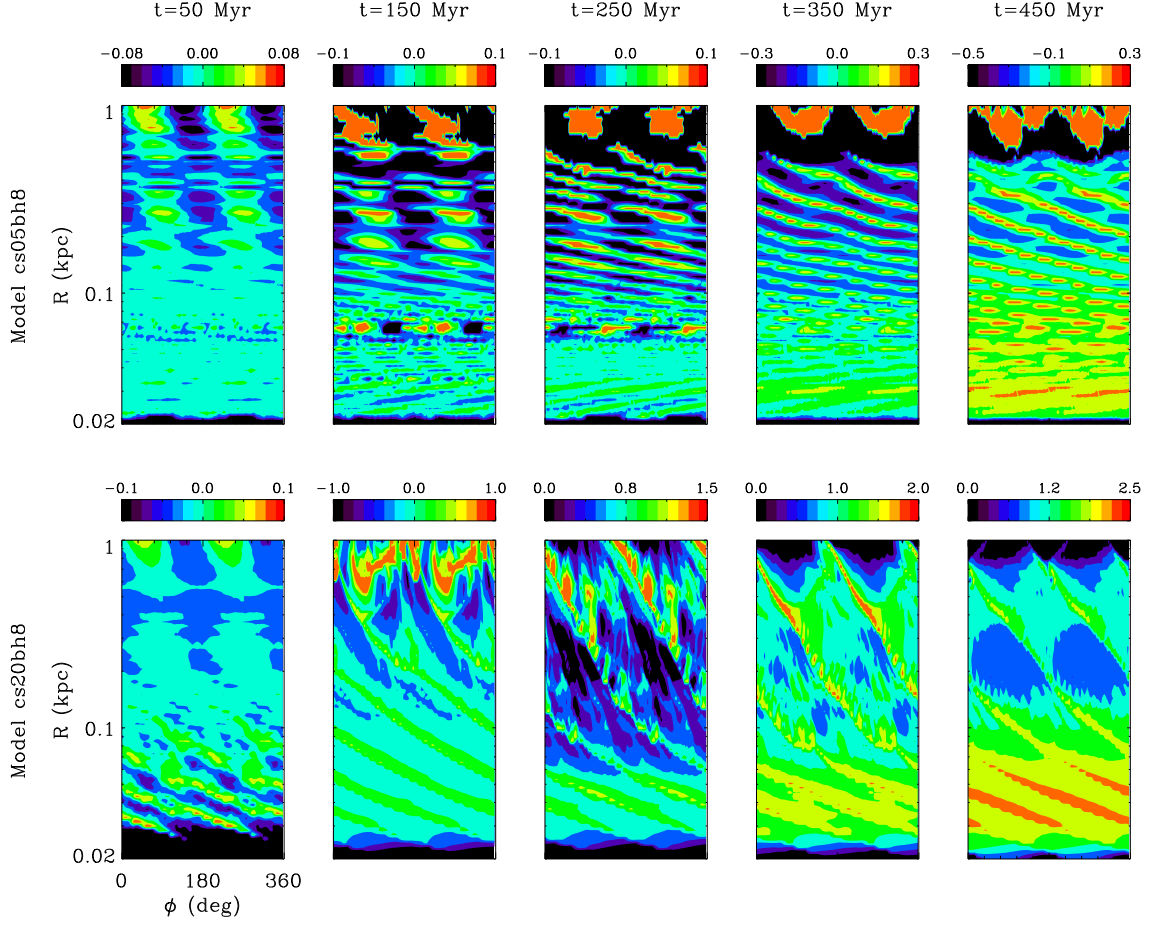 t=50 Myr t=150 Myr t=250 Myr t=350 Myr t=450 Myr
−0.08 0.00 0.08 −0.1 0.0 0.1 −0.1 0.0 0.1 −0.3 0.0 0.3 −0.5 −0.1 0.3
1
Model cs05bh8
R (kpc)
0.1
0.02
−0.1 0.0 0.1 −1.0 0.0 1.0 0.0 0.8 1.5 0.0 1.0 2.0 0.0 1.2 2.5
1
Model cs20bh8
R (kpc)
0.1
0.02
0 180 360
ϕ (deg)